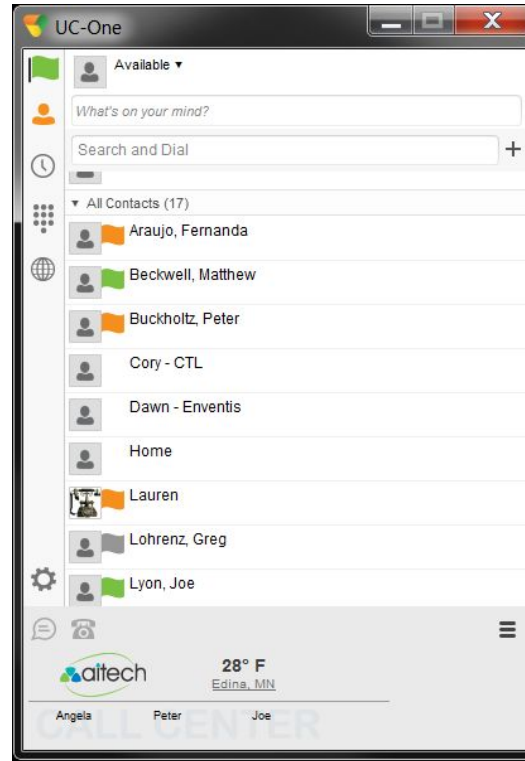 UC-One
Available ▾
What's on your mind?
Search and Dial
▾ All Contacts (17)
Araujo, Fernanda
Beckwell, Matthew
Buckholtz, Peter
Cory - CTL
Dawn - Enventis
Home
Lauren
Lohrenz, Greg
Lyon, Joe
aitech
28° F
Edina, MN
Angela Peter Joe
CALL CENTER